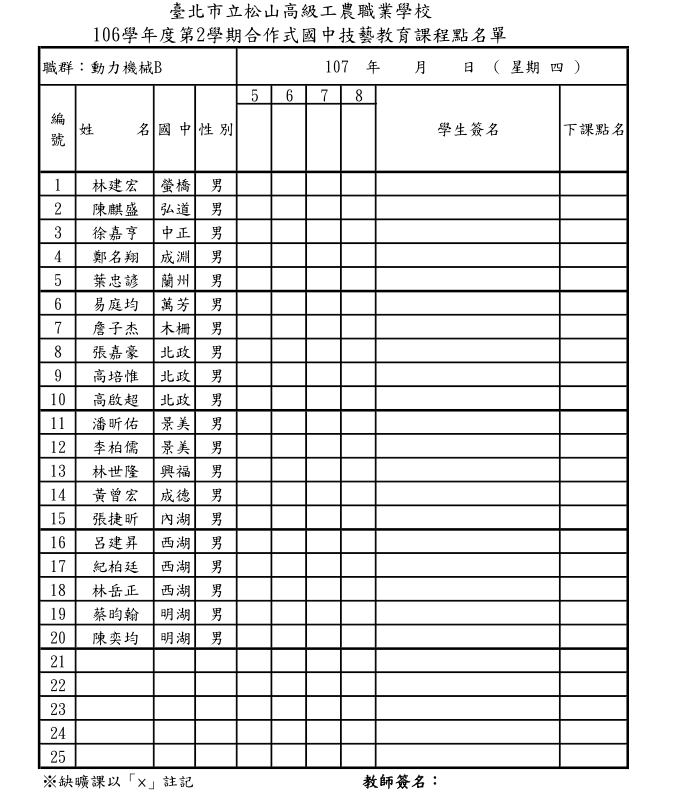 臺北市立松山高級工農職業學校
106學年度第2學期合作式國中技藝教育課程點名單
職群：動力機械B 107 年 月 日 （ 星期 四 ）
編號 姓 名 國中 性別 5 6 7 8 學生簽名 下課點名
1 林建宏 螢橋 男
2 陳麒盛 弘道 男
3 徐嘉亨 中正 男
4 鄭名翔 成淵 男
5 葉忠諺 蘭州 男
6 易庭均 萬芳 男
7 詹子杰 木柵 男
8 張嘉豪 北政 男
9 高培惟 北政 男
10 高啟超 北政 男
11 潘昕佑 景美 男
12 李柏儒 景美 男
13 林世隆 興福 男
14 黃曾宏 成德 男
15 張捷昕 內湖 男
16 呂建昇 西湖 男
17 紀柏廷 西湖 男
18 林岳正 西湖 男
19 蔡昀翰 明湖 男
20 陳奕均 明湖 男
21
22
23
24
25
※缺曠課以「×」註記 教師簽名：